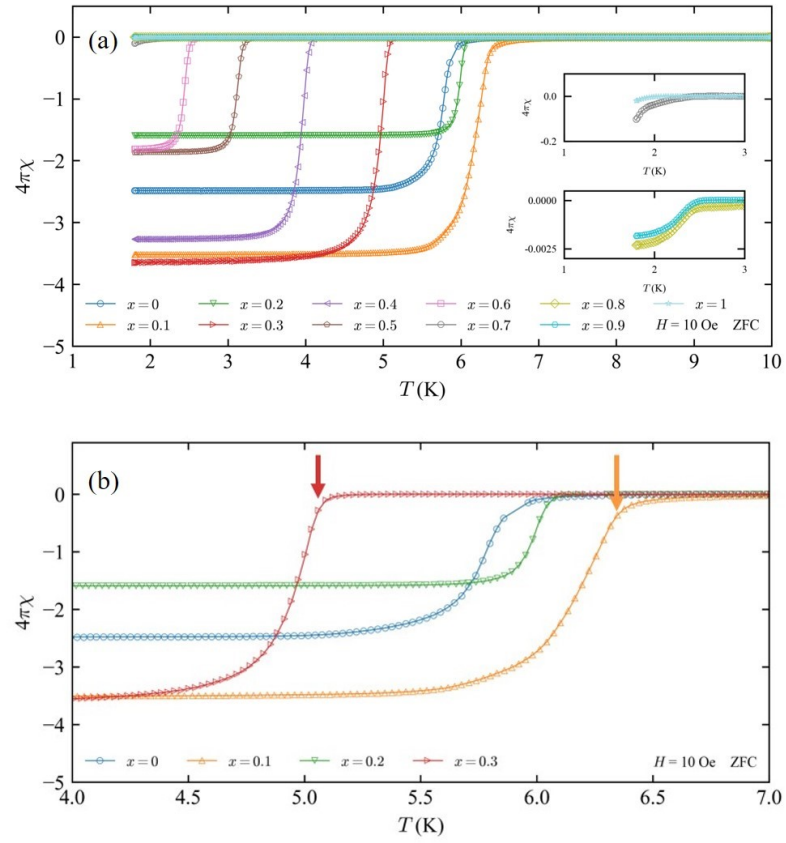 (a)
0
−1
−2
−3
−4
−5
4πχ
0.0
−0.2
4πχ
1 2 3
T(K)
0.0000
−0.0025
4πχ
1 2 3
T(K)
x = 0 x = 0.2 x = 0.4 x = 0.6 x = 0.8 x = 1
x = 0.1 x = 0.3 x = 0.5 x = 0.7 x = 0.9 H = 10 Oe ZFC
1 2 3 4 5 6 7 8 9 10
T(K)
(b)
0
−1
−2
−3
−4
−5
4πχ
x = 0 x = 0.1 x = 0.2 x = 0.3 H = 10 Oe ZFC
4.0 4.5 5.0 5.5 6.0 6.5 7.0
T(K)